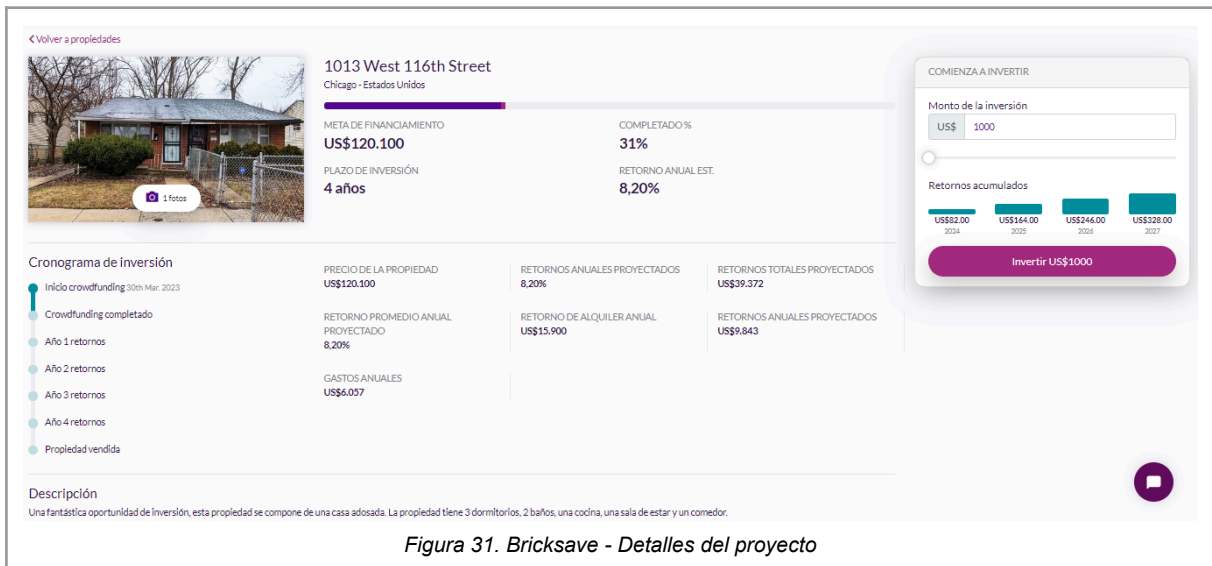 Volver a propiedades
1 fotos
1013 West 116th Street
Chicago - Estados Unidos
META DE FINANCIAMIENTO
US$120.100
COMPLETADO %
31%
PLAZO DE INVERSIÓN
4 años
RETORNO ANUAL EST.
8,20%
COMIENZA A INVERTIR
Monto de la inversión
US$ 1000
Retornos acumulados
US$82.00 US$164.00 US$246.00 US$328.00
2024 2025 2026 2027
Invertir US$1000
Cronograma de inversión
Inicio crowdfunding 30th Mar. 2023
Crowdfunding completado
Año 1 retornos
Año 2 retornos
Año 3 retornos
Año 4 retornos
Propiedad vendida
PRECIO DE LA PROPIEDAD
US$120.100
RETORNOS ANUALES PROYECTADOS
8,20%
RETORNOS TOTALES PROYECTADOS
US$39.372
RETORNO PROMEDIO ANUAL
PROYECTADO
8,20%
RETORNO DE ALQUILER ANUAL
US$15.900
RETORNOS ANUALES PROYECTADOS
US$9.843
GASTOS ANUALES
US$6.057
Descripción
Una fantástica oportunidad de inversión, esta propiedad se compone de una casa adosada. La propiedad tiene 3 dormitorios, 2 baños, una cocina, una sala de estar y un comedor.
Figura 31. Bricksave - Detalles del proyecto